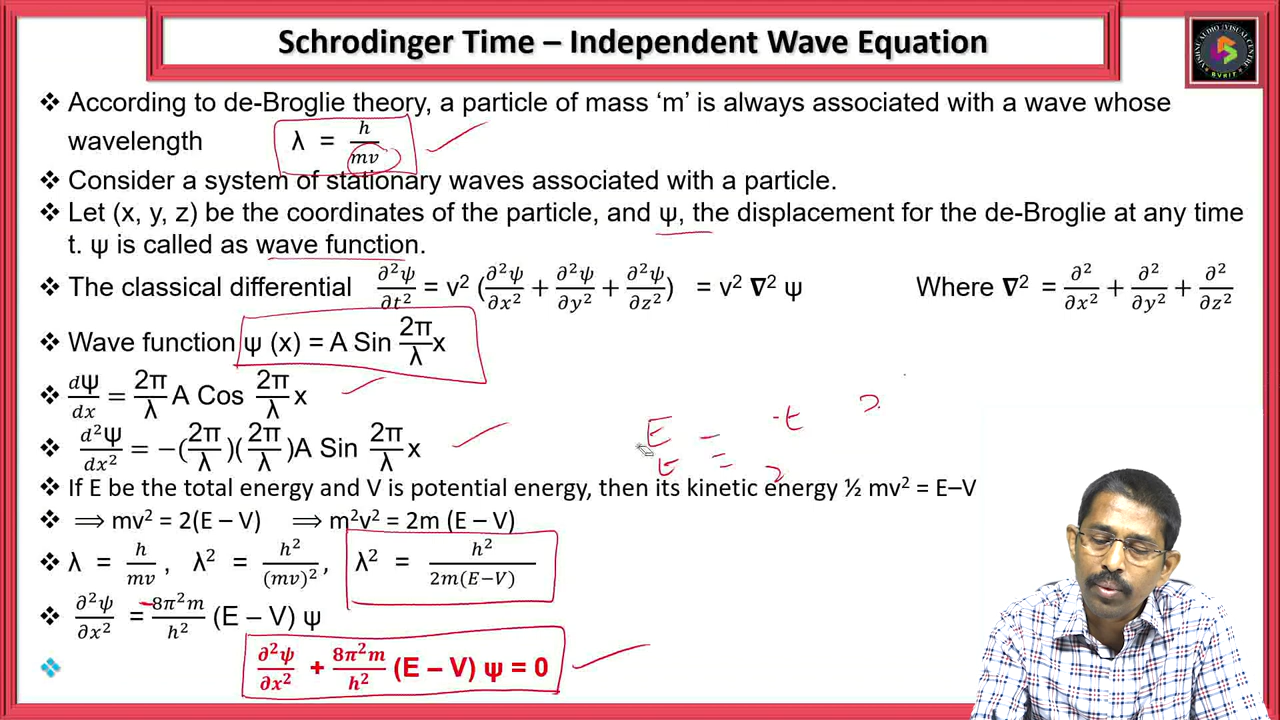 Schrodinger Time – Independent Wave Equation
VISHNU AUDIO VISUAL CENTRE
BVRIT
❖ According to de-Broglie theory, a particle of mass ‘m’ is always associated with a wave whose
wavelength λ = h/mv
❖ Consider a system of stationary waves associated with a particle.
❖ Let (x, y, z) be the coordinates of the particle, and ψ, the displacement for the de-Broglie at any time
t. ψ is called as wave function.
❖ The classical differential ∂²ψ/∂t² = v² (∂²ψ/∂x² + ∂²ψ/∂y² + ∂²ψ/∂z²) = v² ∇² ψ Where ∇² = ∂²/∂x² + ∂²/∂y² + ∂²/∂z²
❖ Wave function ψ (x) = A Sin 2π/λ x
❖ dψ/dx = 2π/λ A Cos 2π/λ x
❖ d²ψ/dx² = −(2π/λ)(2π/λ)A Sin 2π/λ x
E = t
E =
❖ If E be the total energy and V is potential energy, then its kinetic energy ½ mv² = E–V
❖ ⟹ mv² = 2(E – V) ⟹ m²v² = 2m (E – V)
❖ λ = h/mv , λ² = h²/(mv)² , λ² = h²/2m(E−V)
❖ ∂²ψ/∂x² = -8π²m/h² (E – V) ψ
❖ ∂²ψ/∂x² + 8π²m/h² (E – V) ψ = 0